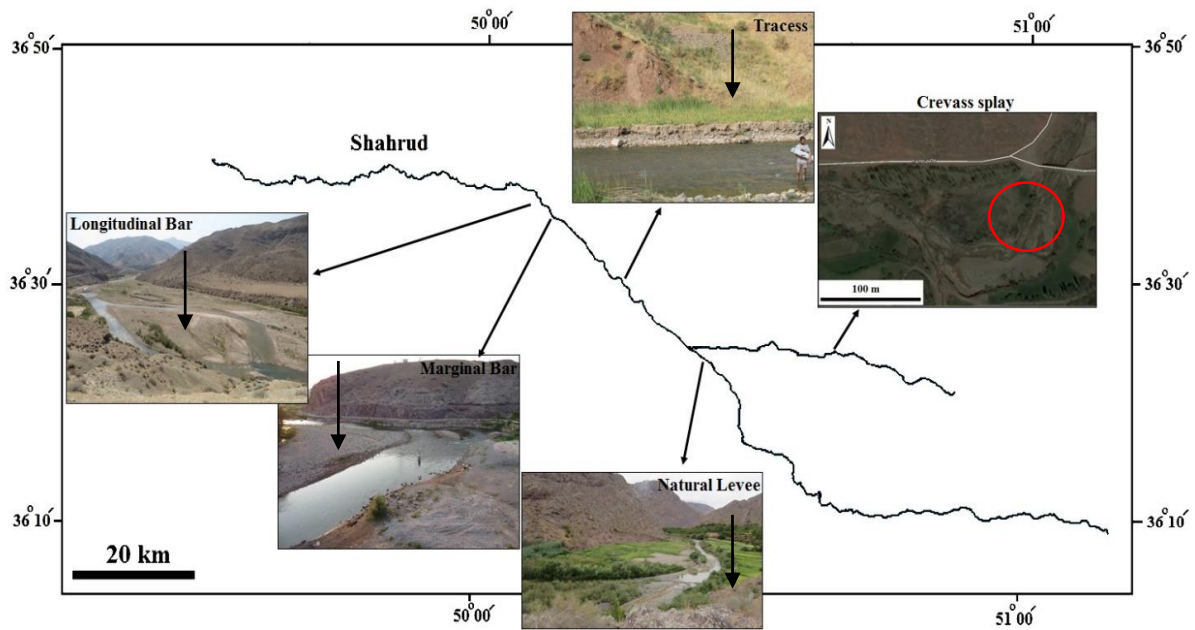 50°00′
51°00′
36°50′
36°50′
Tracess
Crevass splay
N
Shahrud
Longitudinal Bar
36°30′
36°30′
100 m
Marginal Bar
Natural Levee
36°10′
36°10′
20 km
50°00′
51°00′